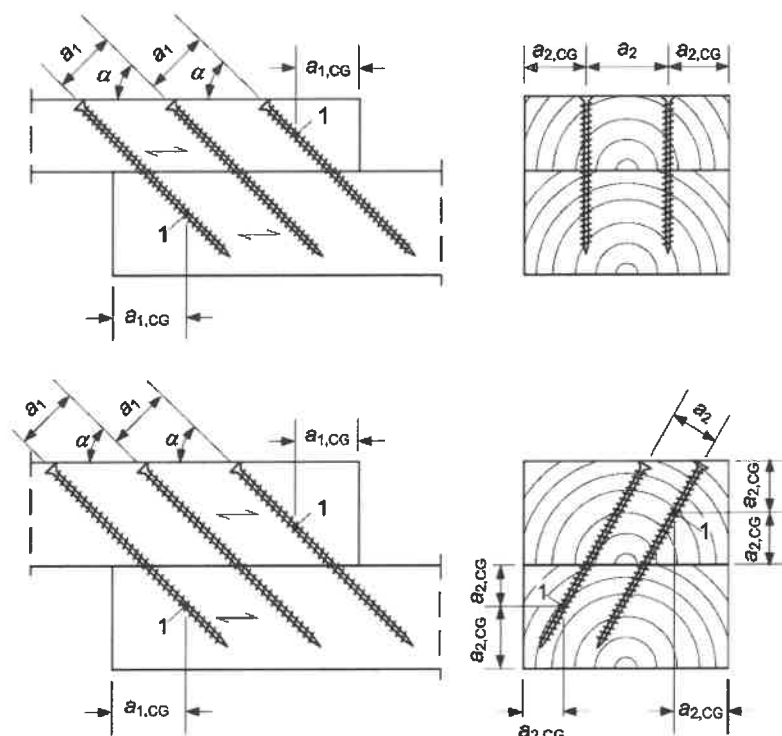 a₁ a₁ a₁,CG
α α
1
1
a₁,CG
a₂,CG a₂ a₂,CG
a₁ a₁ a₁,CG
α α
1
1
a₁,CG
a₂
a₂,CG
1
a₂,CG
a₂,CG
1
a₂,CG
a₂,CG a₂,CG